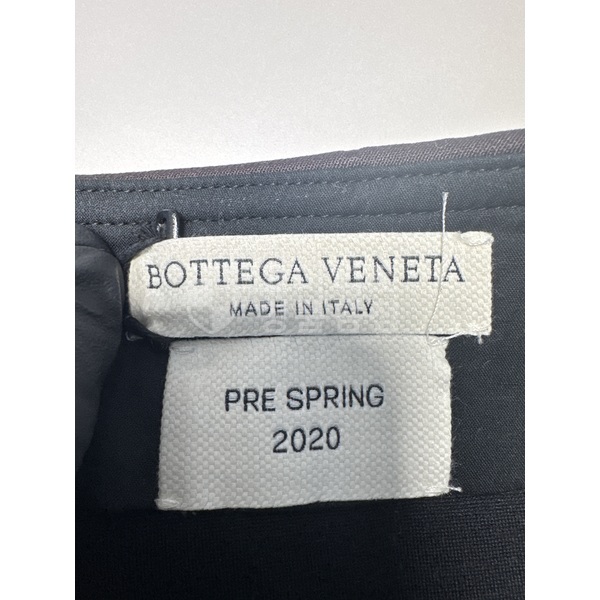 BOTTEGA VENETA
MADE IN ITALY
PRE SPRING
2020